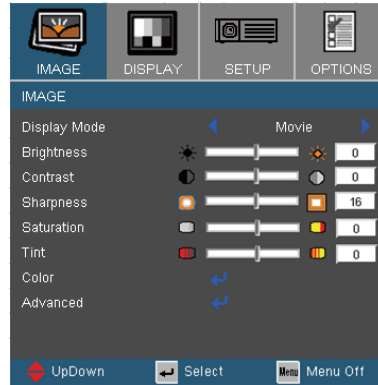 IMAGE DISPLAY SETUP OPTIONS
IMAGE
Display Mode Movie
Brightness 0
Contrast 0
Sharpness 16
Saturation 0
Tint 0
Color
Advanced
UpDown Select Menu Menu Off